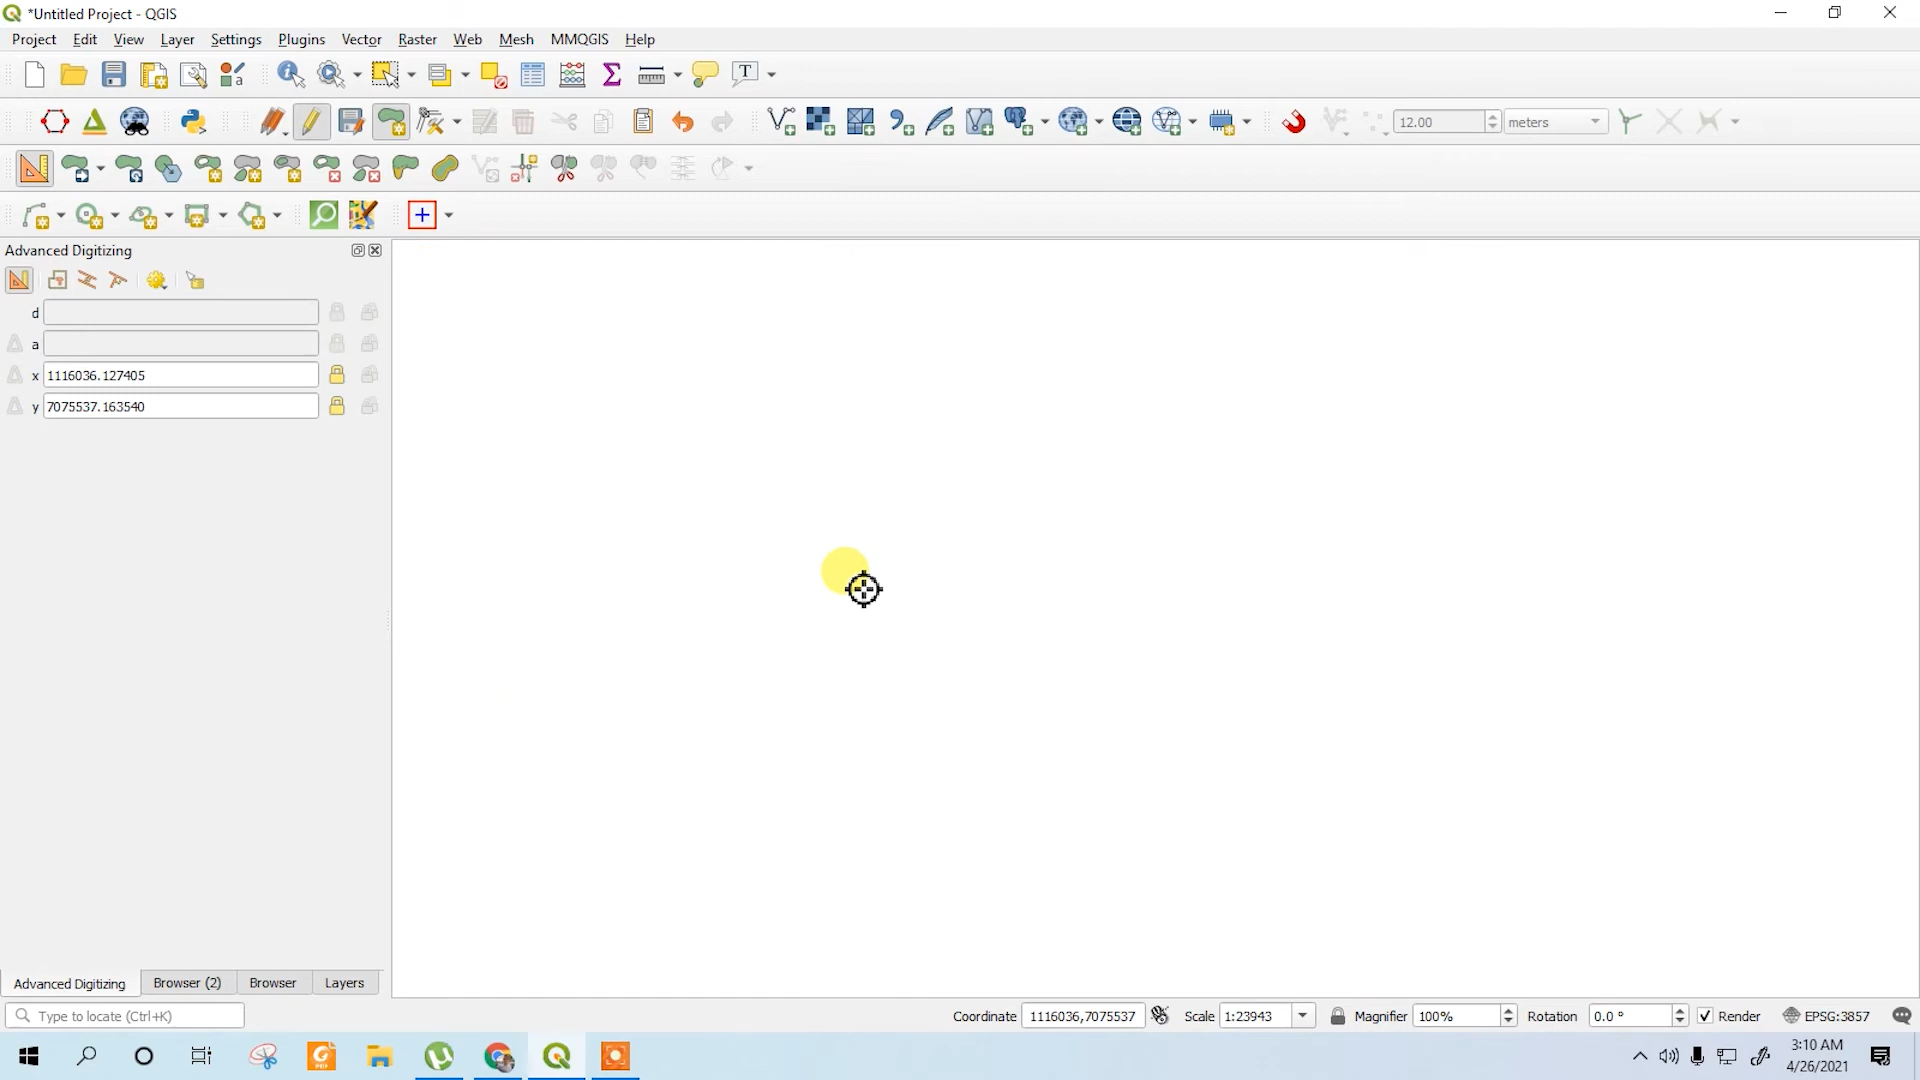 *Untitled Project - QGIS
Project Edit View Layer Settings Plugins Vector Raster Web Mesh MMQGIS Help
12.00 meters
Advanced Digitizing
d
a
x 1116036.127405
y 7075537.163540
Advanced Digitizing Browser (2) Browser Layers
Type to locate (Ctrl+K) Coordinate 1116036,7075537 Scale 1:23943 Magnifier 100% Rotation 0.0 ° Render EPSG:3857
3:10 AM
4/26/2021